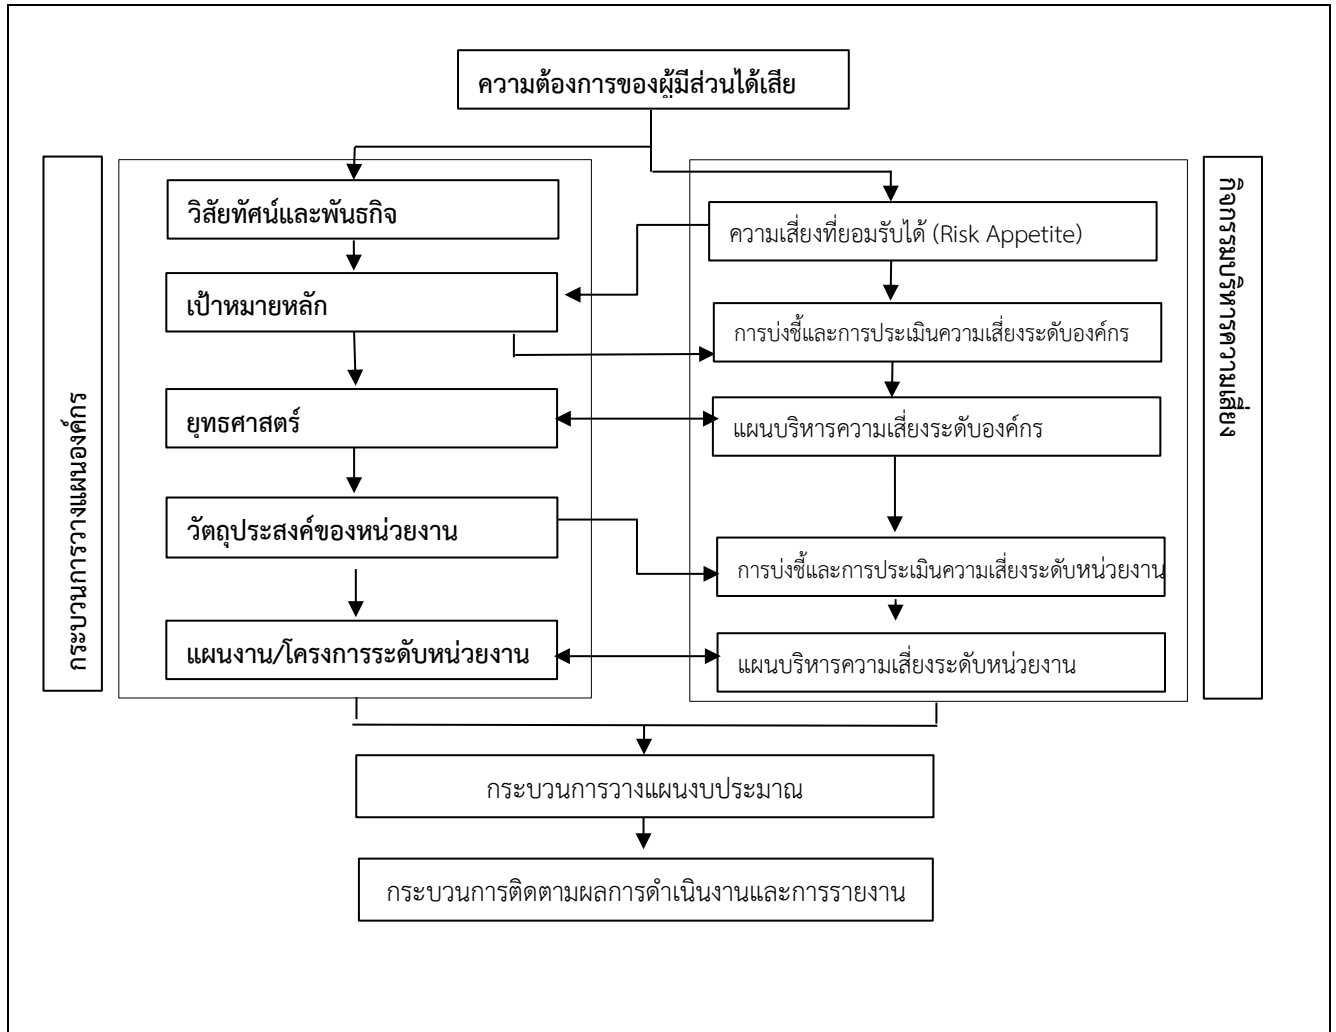 ความต้องการของผู้มีส่วนได้เสีย
กระบวนการวางแผนองค์กร
วิสัยทัศน์และพันธกิจ
เป้าหมายหลัก
ยุทธศาสตร์
วัตถุประสงค์ของหน่วยงาน
แผนงาน/โครงการระดับหน่วยงาน
ความเสี่ยงที่ยอมรับได้ (Risk Appetite)
การบ่งชี้และการประเมินความเสี่ยงระดับองค์กร
แผนบริหารความเสี่ยงระดับองค์กร
การบ่งชี้และการประเมินความเสี่ยงระดับหน่วยงาน
แผนบริหารความเสี่ยงระดับหน่วยงาน
กิจกรรมบริหารความเสี่ยง
กระบวนการวางแผนงบประมาณ
กระบวนการติดตามผลการดำเนินงานและการรายงาน